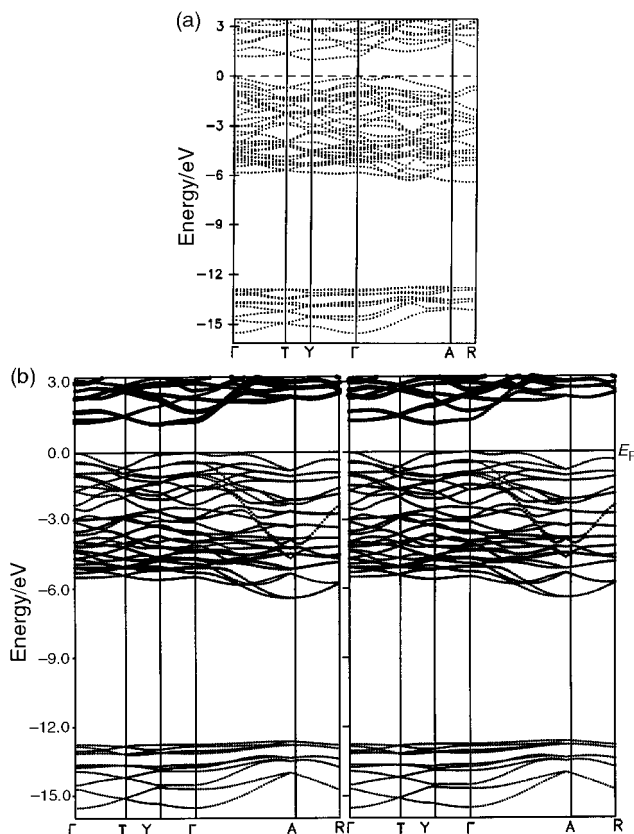 (a)
3
0
−3
−6
−9
−12
−15
Energy/eV
Γ T Y Γ A R
(b)
3.0
0.0
−3.0
−6.0
−9.0
−12.0
−15.0
Energy/eV
E_F
Γ T Y Γ A R Γ T Y Γ A R